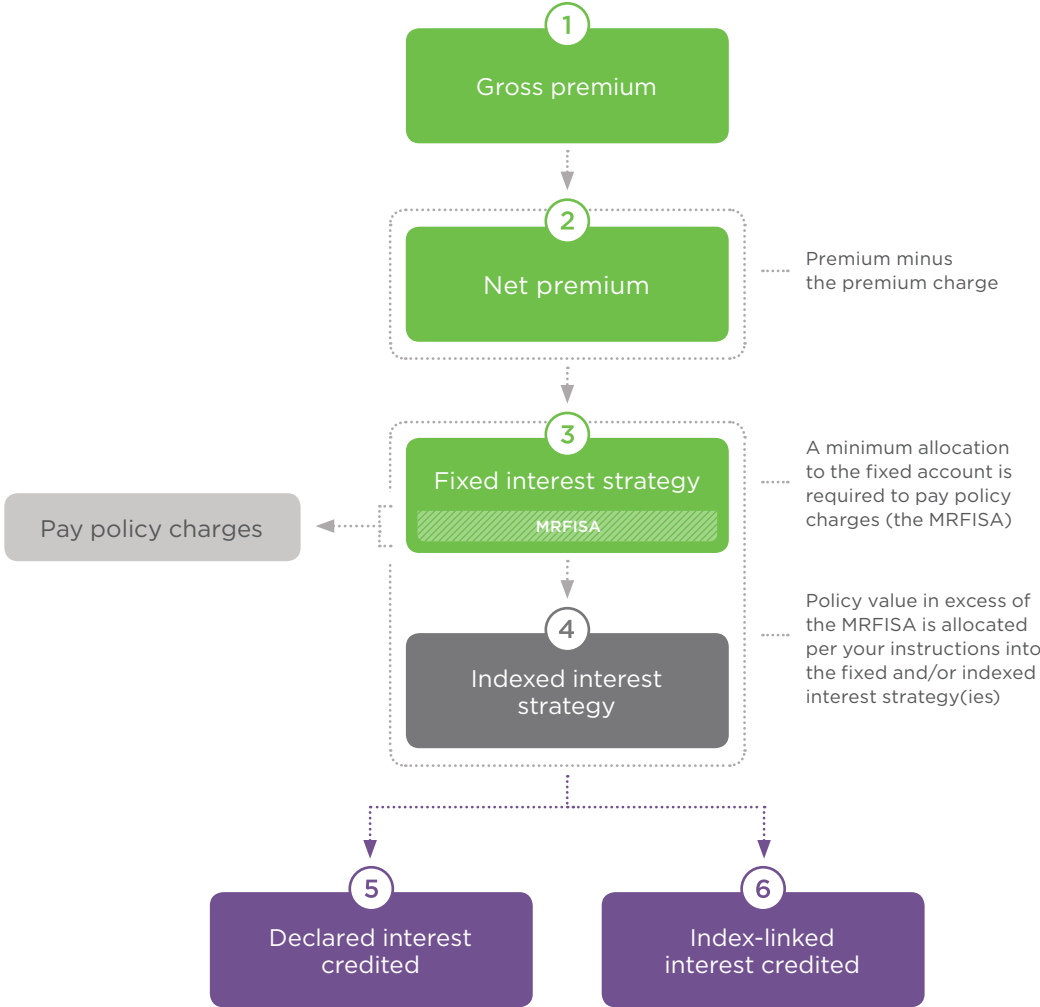 1
Gross premium
2
Net premium
Premium minus
the premium charge
3
Fixed interest strategy
MRFISA
A minimum allocation
to the fixed account is
required to pay policy
charges (the MRFISA)
Pay policy charges
4
Indexed interest
strategy
Policy value in excess of
the MRFISA is allocated
per your instructions into
the fixed and/or indexed
interest strategy(ies)
5
Declared interest
credited
6
Index-linked
interest credited